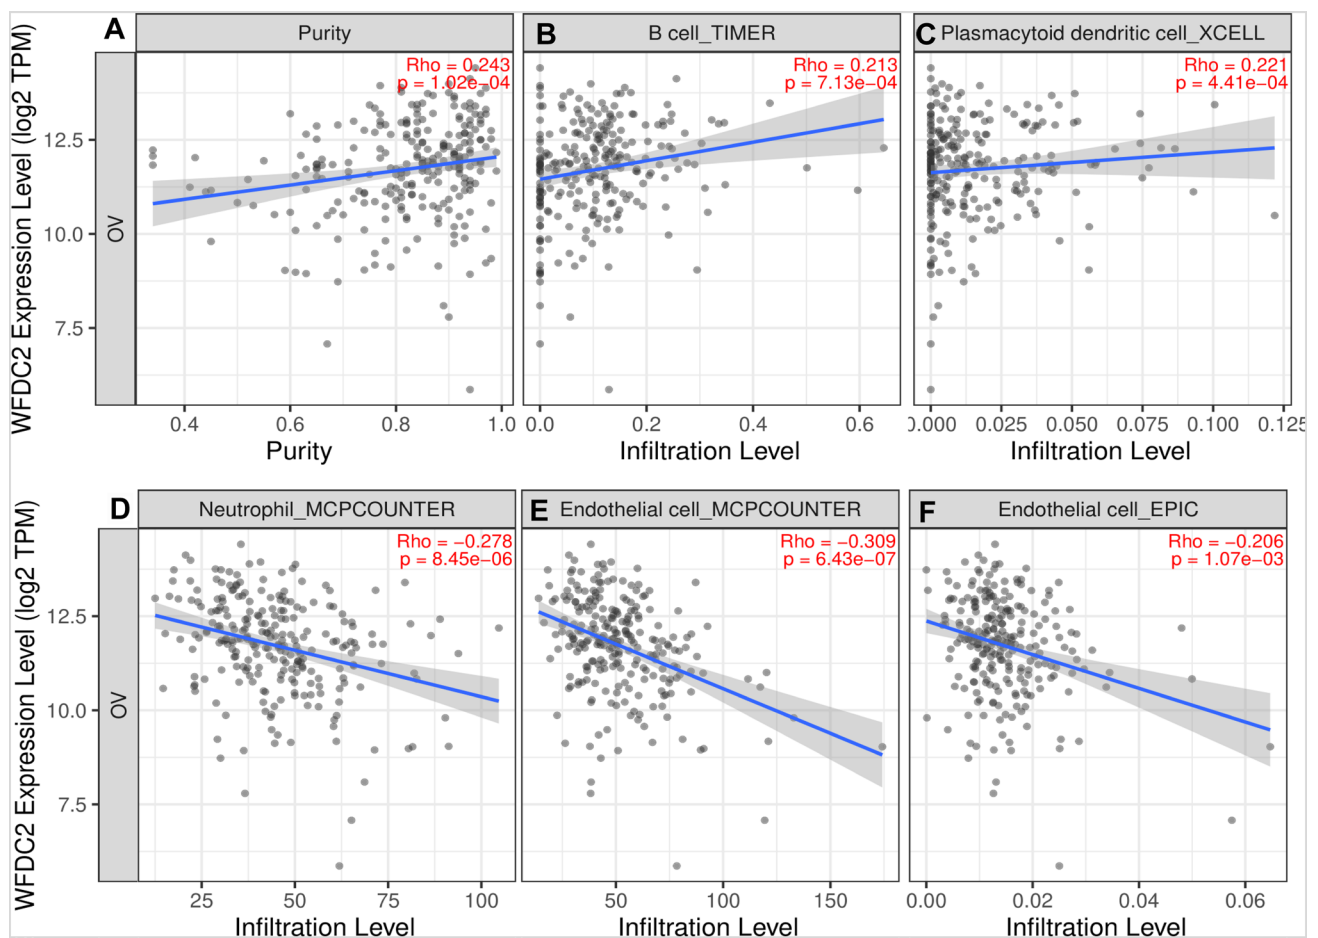 A Purity
B B cell_TIMER
C Plasmacytoid dendritic cell_XCELL
WFDC2 Expression Level (log2 TPM)
OV
Rho = 0.243
p = 1.02e−04
Rho = 0.213
p = 7.13e−04
Rho = 0.221
p = 4.41e−04
12.5
10.0
7.5
0.4 0.6 0.8 1.0
0.0 0.2 0.4 0.6
0.000 0.025 0.050 0.075 0.100 0.125
Purity
Infiltration Level
Infiltration Level
D Neutrophil_MCPCOUNTER
E Endothelial cell_MCPCOUNTER
F Endothelial cell_EPIC
WFDC2 Expression Level (log2 TPM)
OV
Rho = −0.278
p = 8.45e−06
Rho = −0.309
p = 6.43e−07
Rho = −0.206
p = 1.07e−03
12.5
10.0
7.5
25 50 75 100
50 100 150
0.00 0.02 0.04 0.06
Infiltration Level
Infiltration Level
Infiltration Level